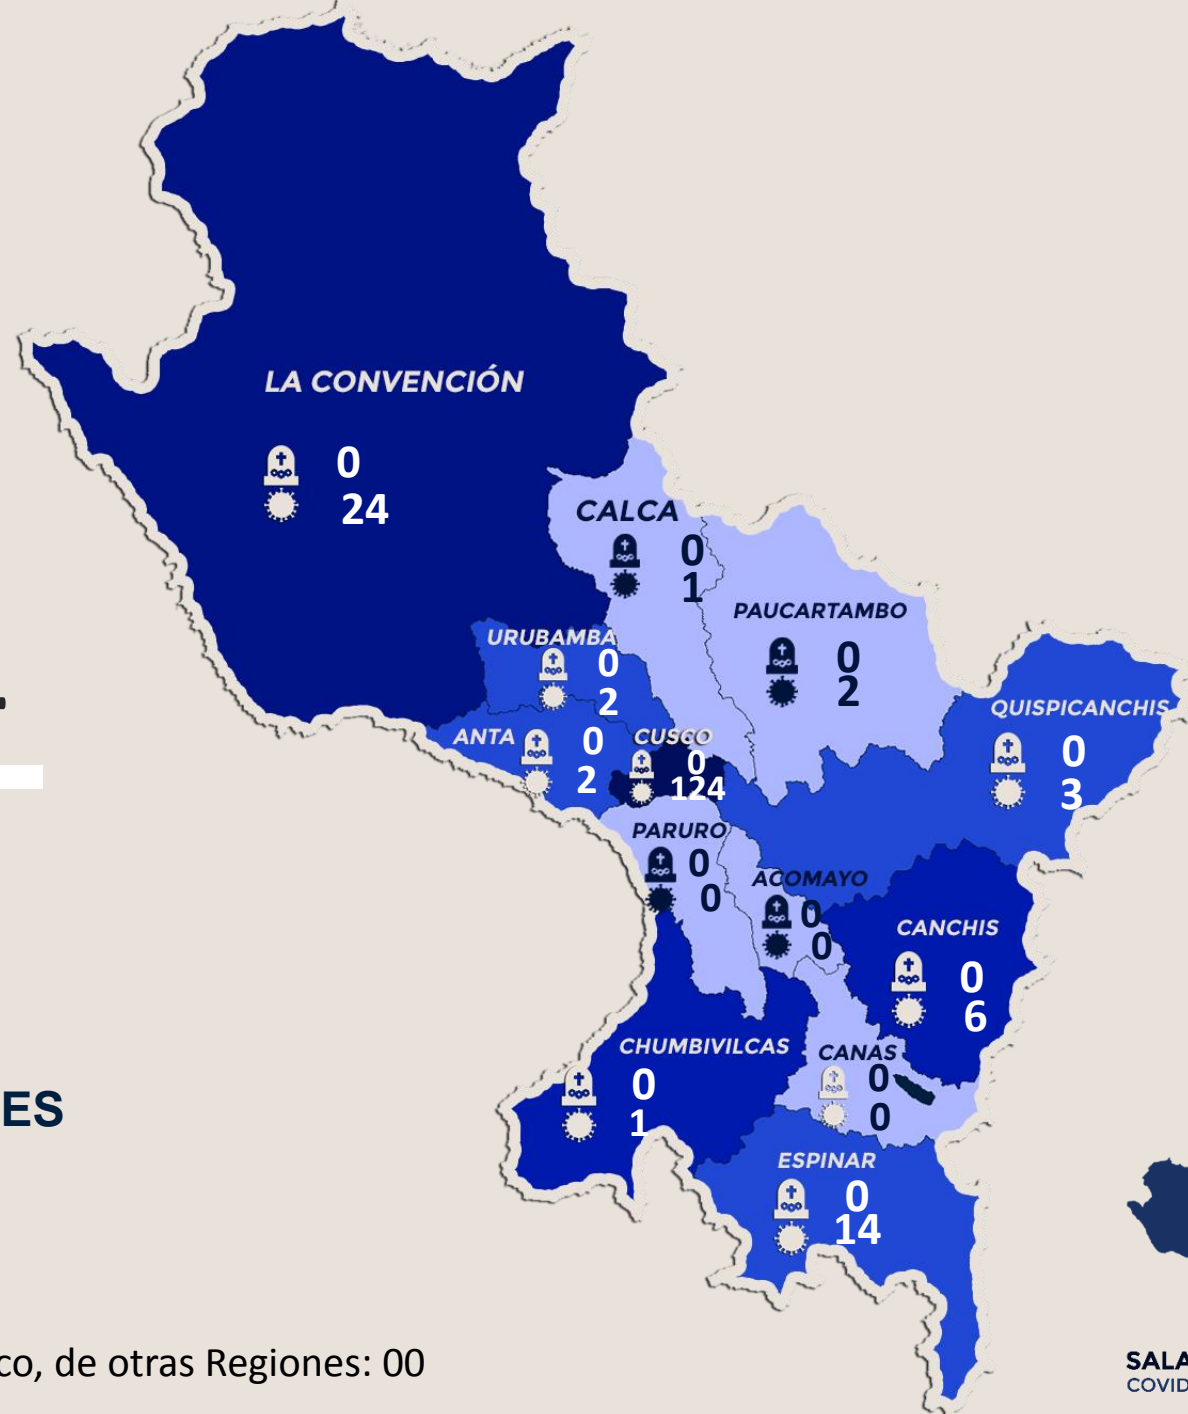 LA CONVENCIÓN
0
24
CALCA
0
1
PAUCARTAMBO
0
2
URUBAMBA
0
2
QUISPICANCHIS
0
3
ANTA
0
2
CUSCO
0
124
PARURO
0
0
ACOMAYO
0
0
CANCHIS
0
6
CHUMBIVILCAS
0
1
CANAS
0
0
ES
ESPINAR
0
14
co, de otras Regiones: 00
SALA
COVID